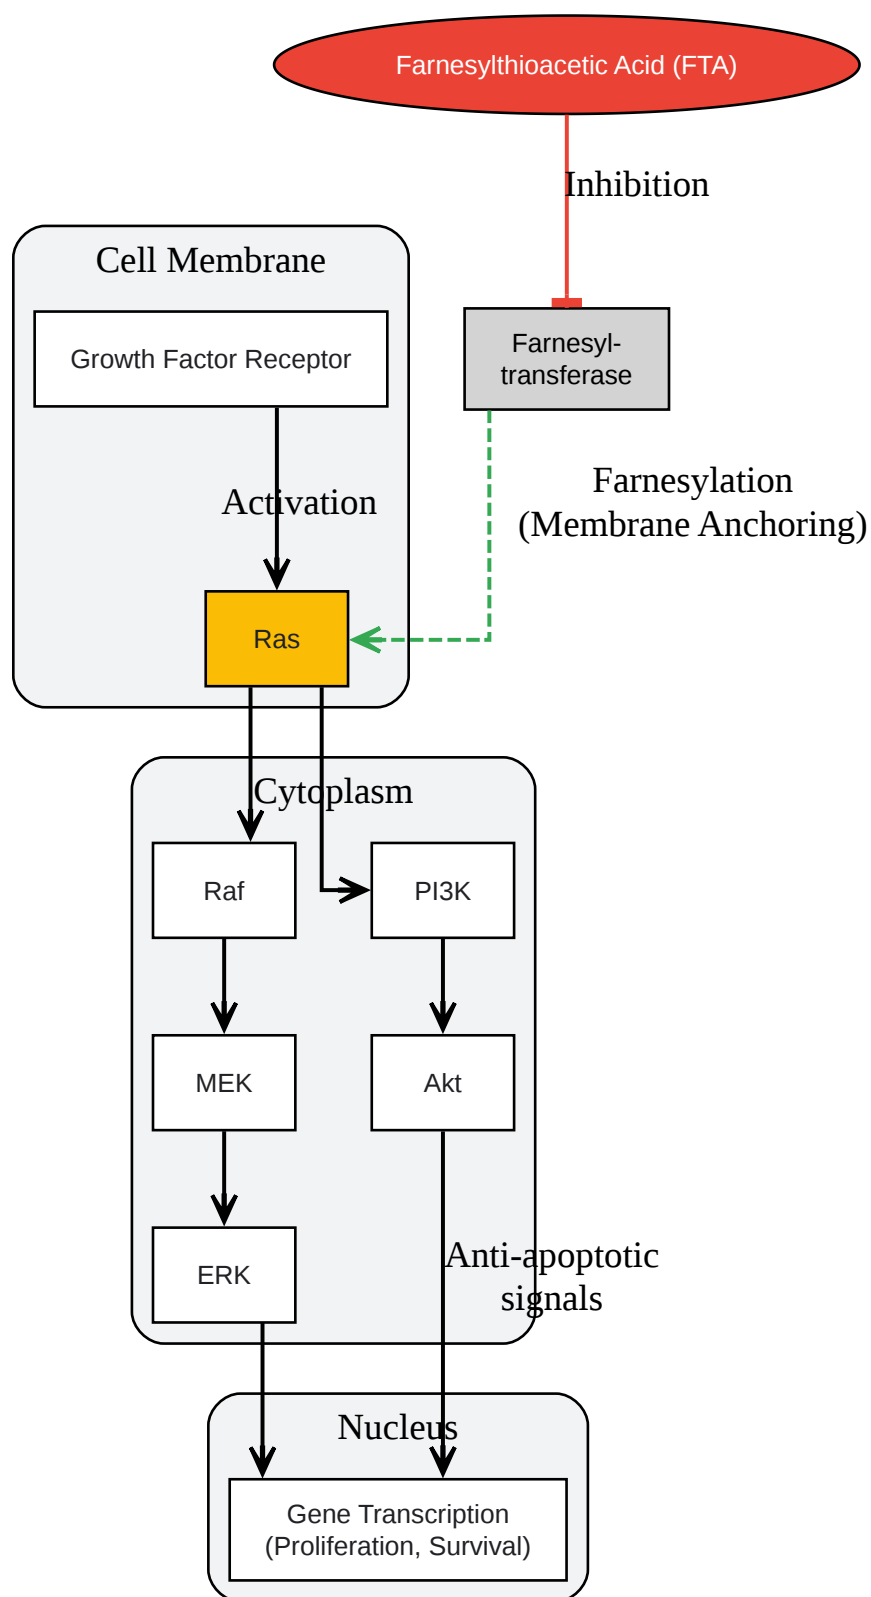 Farnesylthioacetic Acid (FTA)
Inhibition
Cell Membrane
Growth Factor Receptor
Farnesyl-
transferase
Activation
Farnesylation
(Membrane Anchoring)
Ras
Cytoplasm
Raf
PI3K
MEK
Akt
ERK
Anti-apoptotic
signals
Nucleus
Gene Transcription
(Proliferation, Survival)